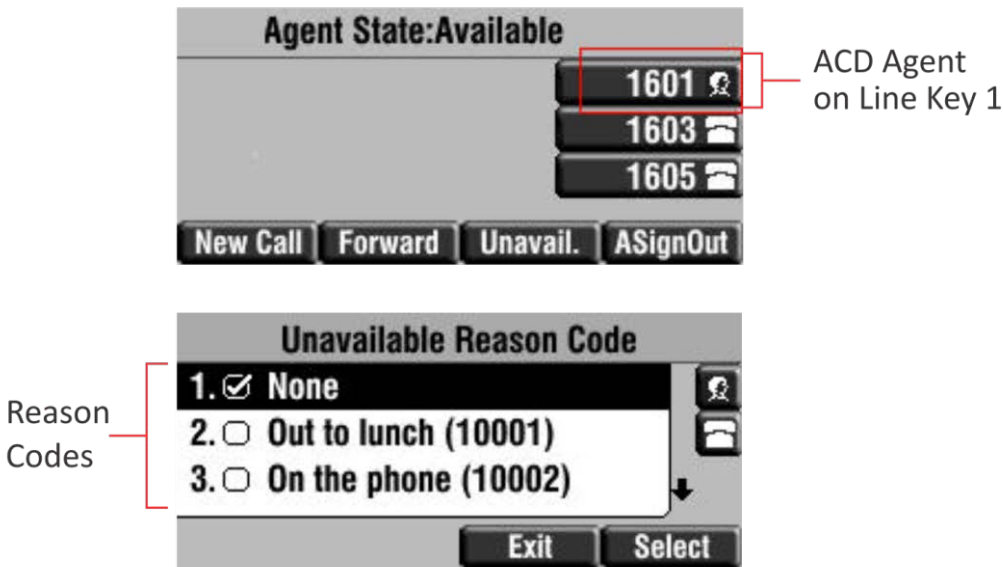 Agent State:Available
1601
ACD Agent
on Line Key 1
1603
1605
New Call Forward Unavail. ASignOut
Unavailable Reason Code
Reason
Codes
1. None
2. Out to lunch (10001)
3. On the phone (10002)
Exit Select